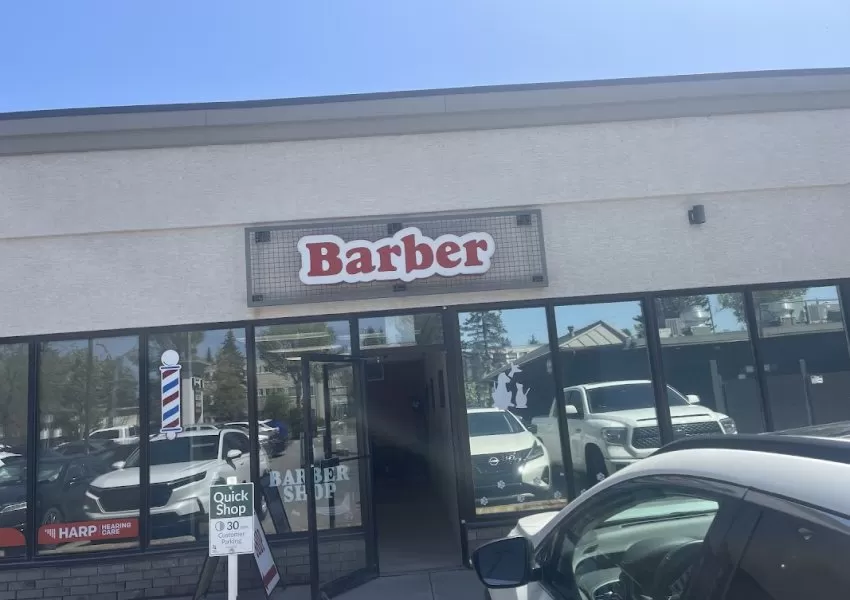 Barber
BARBER
SHOP
Quick
Shop
30
Customer
Parking
HARP HEARING
CARE